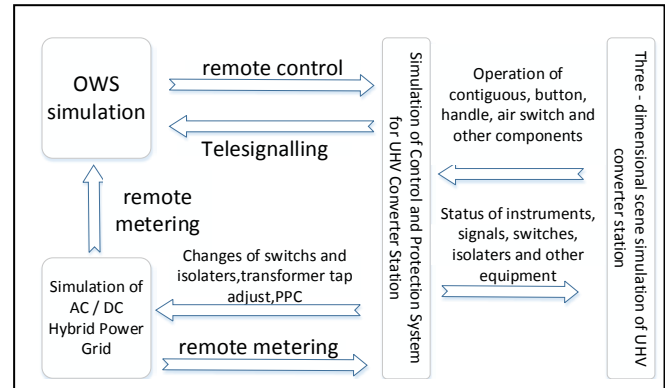 OWS
simulation
remote control
Telesignalling
remote
metering
Simulation of
AC / DC
Hybrid Power
Grid
Changes of switchs and
isolaters,transformer tap
adjust,PPC
remote metering
Simulation of Control and Protection System
for UHV Converter Station
Operation of
contiguous, button,
handle, air switch and
other components
Status of instruments,
signals, switches,
isolaters and other
equipment
Three - dimensional scene simulation of UHV
converter station